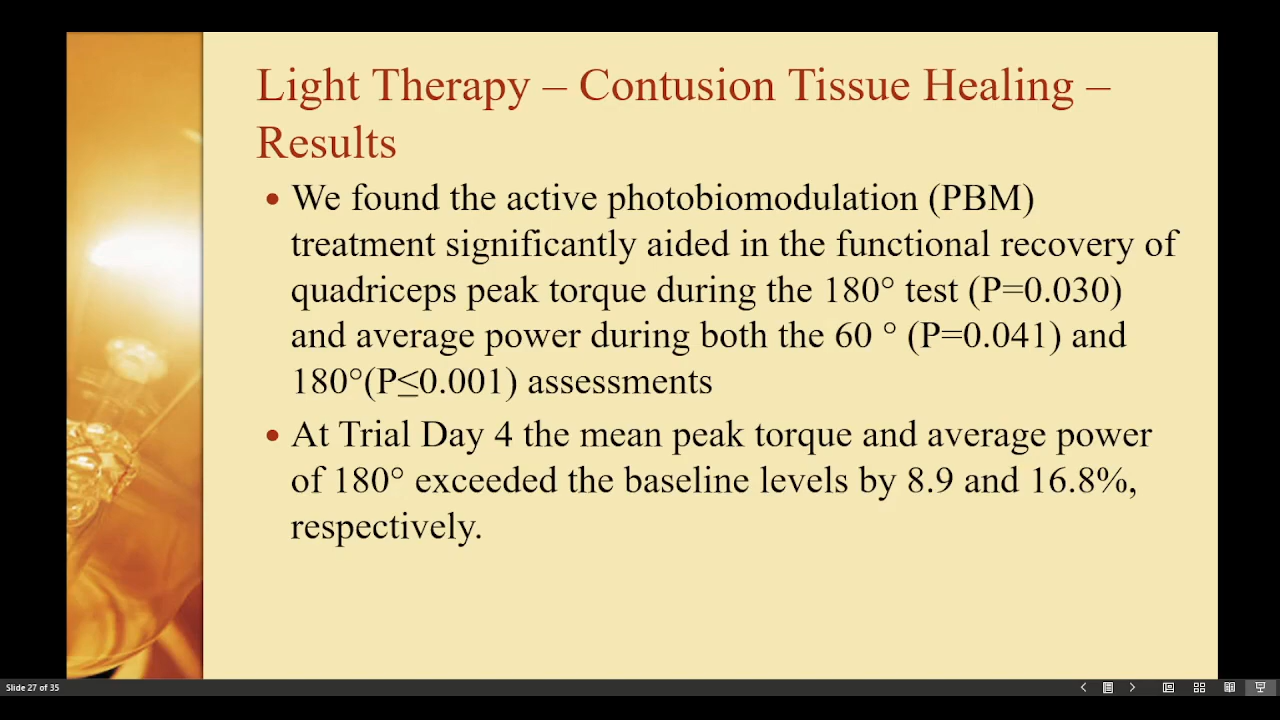 Light Therapy – Contusion Tissue Healing –
Results
• We found the active photobiomodulation (PBM)
treatment significantly aided in the functional recovery of
quadriceps peak torque during the 180° test (P=0.030)
and average power during both the 60 ° (P=0.041) and
180°(P≤0.001) assessments
• At Trial Day 4 the mean peak torque and average power
of 180° exceeded the baseline levels by 8.9 and 16.8%,
respectively.
Slide 27 of 35